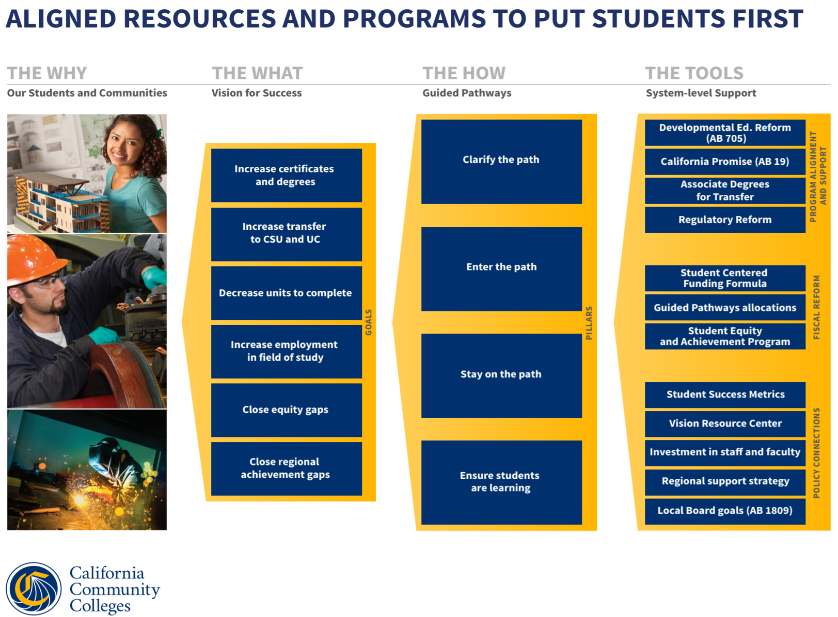 ALIGNED RESOURCES AND PROGRAMS TO PUT STUDENTS FIRST
THE WHY
Our Students and Communities
THE WHAT
Vision for Success
Increase certificates
and degrees
Increase transfer
to CSU and UC
Decrease units to complete
Increase employment
in field of study
Close equity gaps
Close regional
achievement gaps
GOALS
THE HOW
Guided Pathways
Clarify the path
Enter the path
Stay on the path
Ensure students
are learning
PILLARS
THE TOOLS
System-level Support
Developmental Ed. Reform
(AB 705)
California Promise (AB 19)
Associate Degrees
for Transfer
Regulatory Reform
PROGRAM ALIGNMENT
AND SUPPORT
Student Centered
Funding Formula
Guided Pathways allocations
Student Equity
and Achievement Program
FISCAL REFORM
Student Success Metrics
Vision Resource Center
Investment in staff and faculty
Regional support strategy
Local Board goals (AB 1809)
POLICY CONNECTIONS
California
Community
Colleges